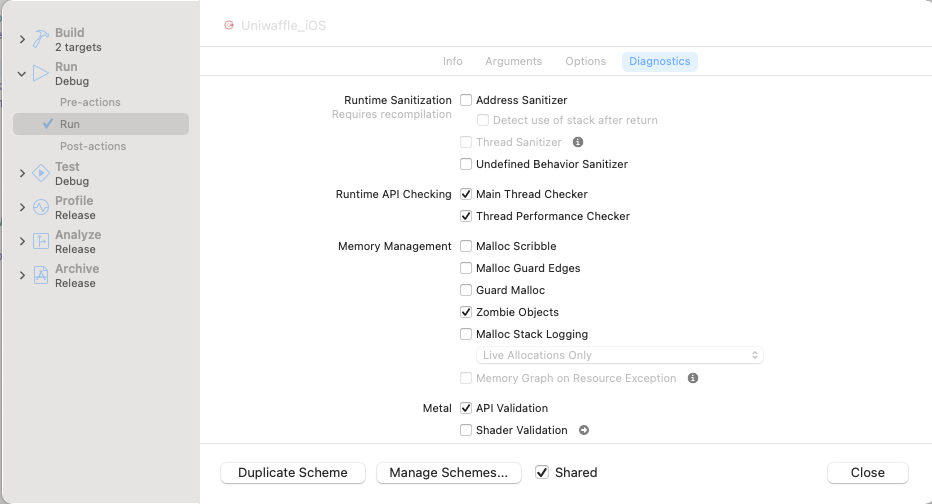 Build
2 targets
Run
Debug
Pre-actions
Run
Post-actions
Test
Debug
Profile
Release
Analyze
Release
Archive
Release
Uniwaffle_iOS
Info Arguments Options Diagnostics
Runtime Sanitization Address Sanitizer
Requires recompilation
Detect use of stack after return
Thread Sanitizer
Undefined Behavior Sanitizer
Runtime API Checking Main Thread Checker
Thread Performance Checker
Memory Management Malloc Scribble
Malloc Guard Edges
Guard Malloc
Zombie Objects
Malloc Stack Logging
Live Allocations Only
Memory Graph on Resource Exception
Metal API Validation
Shader Validation
Duplicate Scheme Manage Schemes... Shared Close